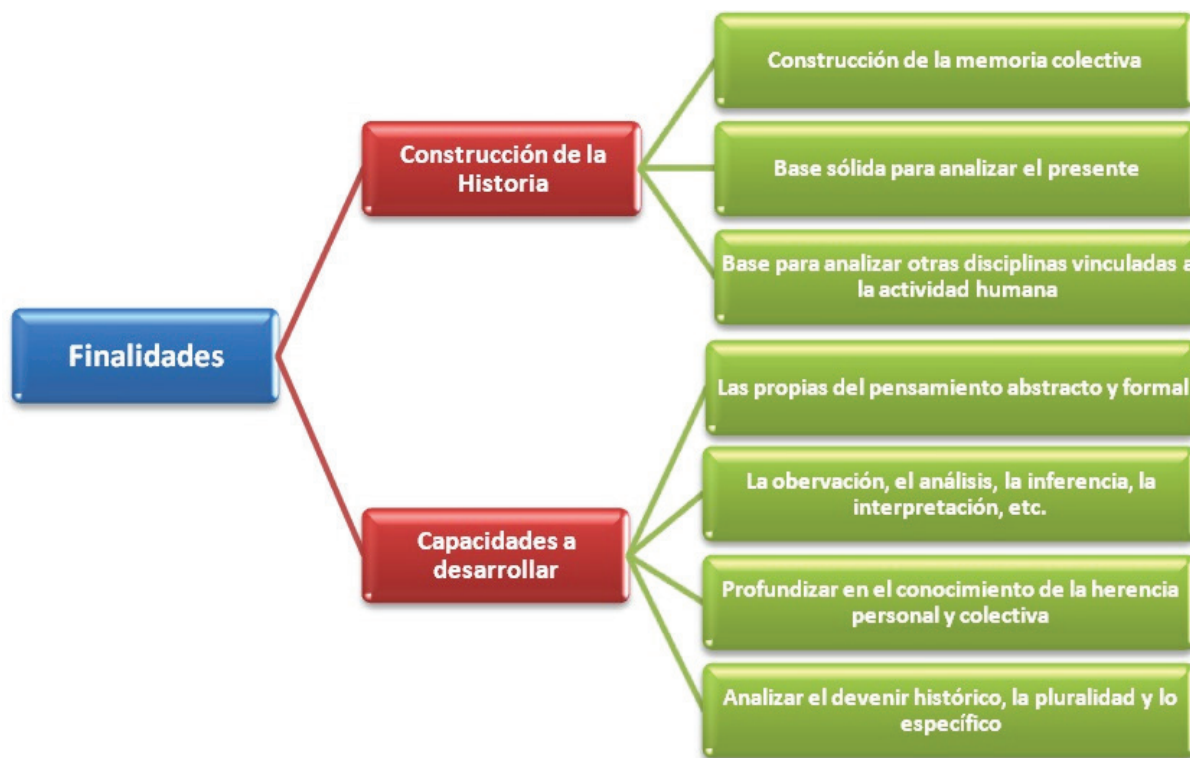 Finalidades
Construcción de la
Historia
Construcción de la memoria colectiva
Base sólida para analizar el presente
Base para analizar otras disciplinas vinculadas a
la actividad humana
Capacidades a
desarrollar
Las propias del pensamiento abstracto y formal
La obervación, el análisis, la inferencia, la
interpretación, etc.
Profundizar en el conocimiento de la herencia
personal y colectiva
Analizar el devenir histórico, la pluralidad y lo
específico